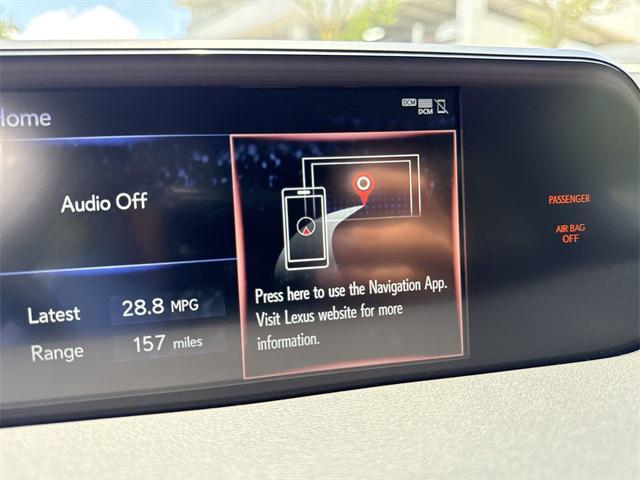 Home
DCM
DCM
Audio Off
PASSENGER
AIR BAG
OFF
Press here to use the Navigation App.
Visit Lexus website for more
information.
Latest 28.8 MPG
Range 157 miles